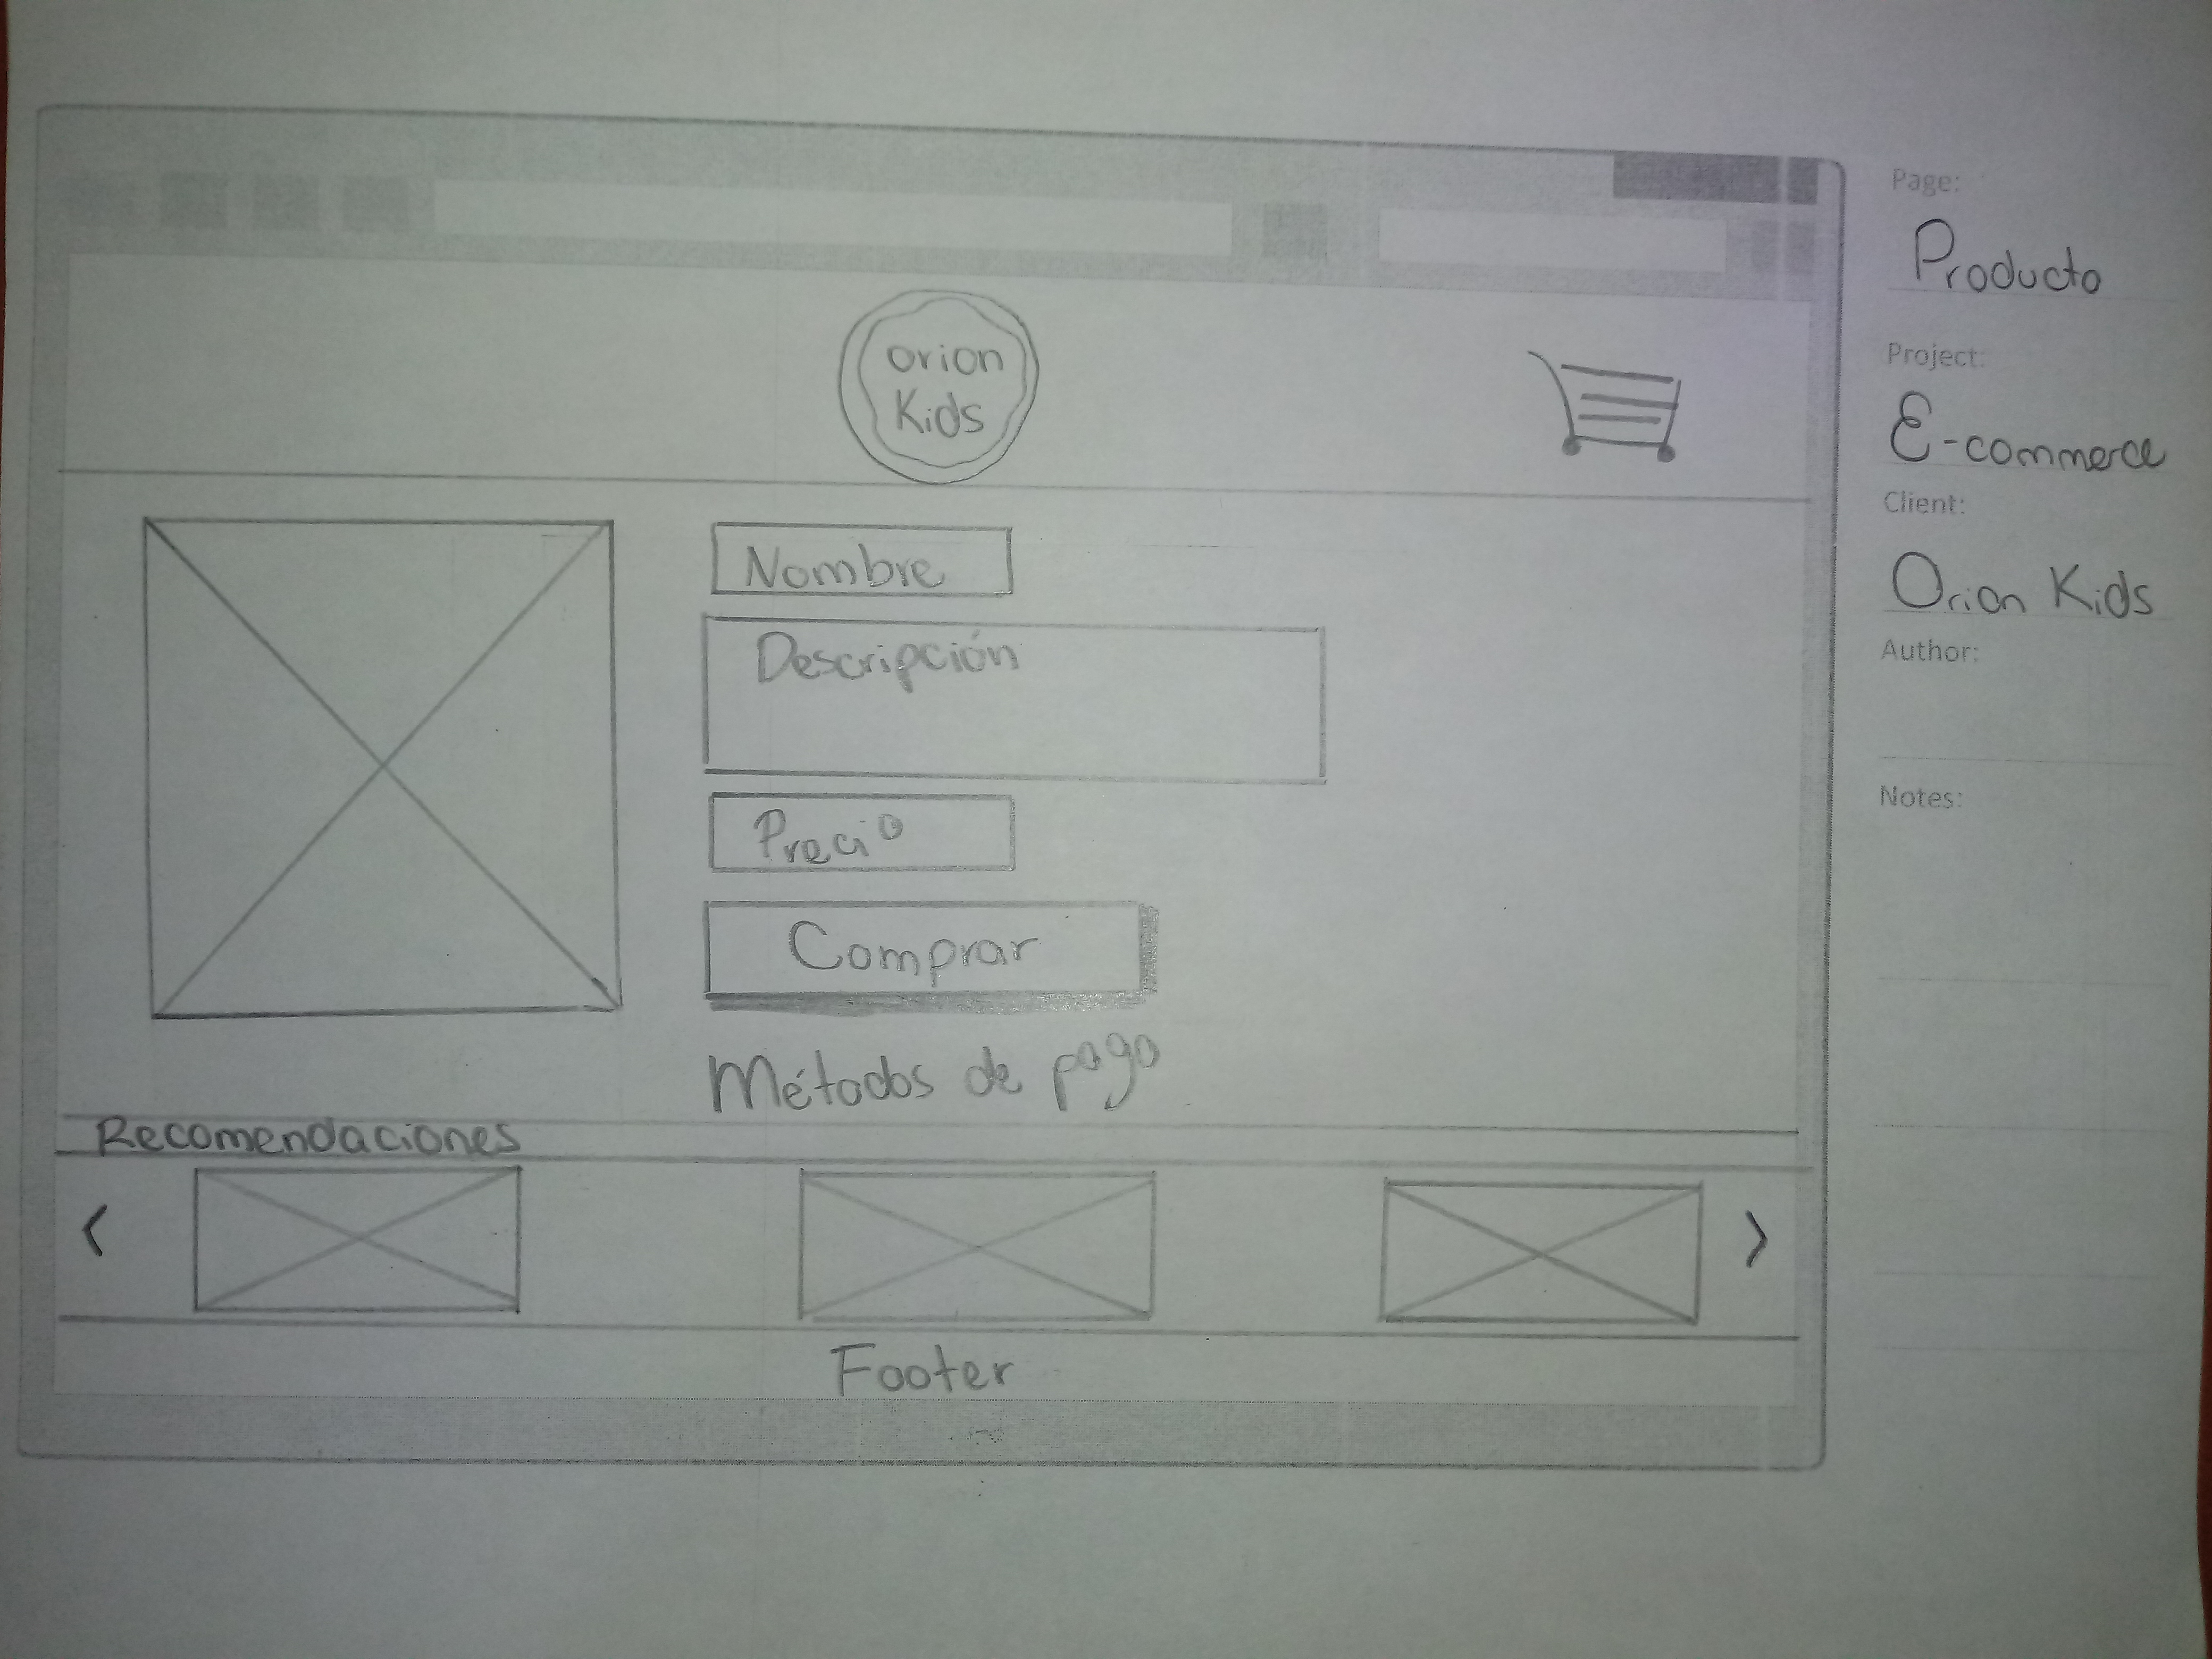 Page:
Producto
Project:
E-commerce
Client:
Orion Kids
Author:
Notes:
orion
Kids
Nombre
Descripción
Precio
Comprar
Métodos de pago
Recomendaciones
Footer